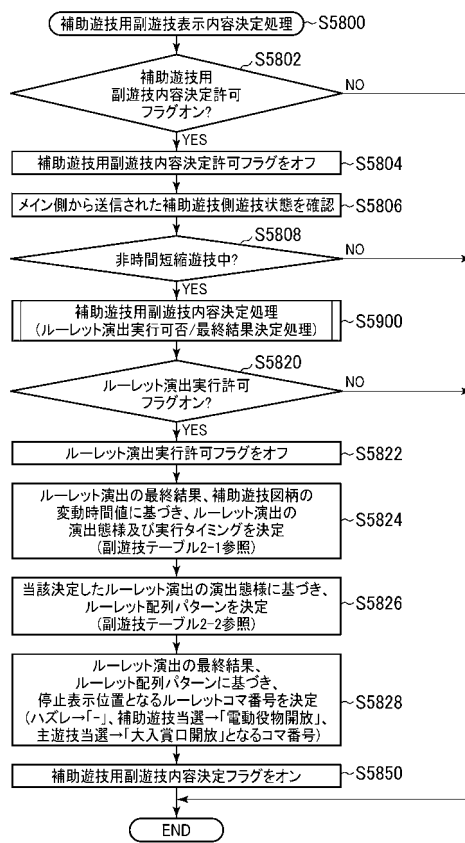 補助遊技用副遊技表示内容決定処理
S5800
S5802
補助遊技用
副遊技内容決定許可
フラグオン?
NO
YES
補助遊技用副遊技内容決定許可フラグをオフ
S5804
メイン側から送信された補助遊技側遊技状態を確認
S5806
S5808
非時間短縮遊技中?
NO
YES
補助遊技用副遊技内容決定処理
(ルーレット演出実行可否/最終結果決定処理)
S5900
S5820
ルーレット演出実行許可
フラグオン?
NO
YES
ルーレット演出実行許可フラグをオフ
S5822
ルーレット演出の最終結果、補助遊技図柄の
変動時間値に基づき、ルーレット演出の
演出態様及び実行タイミングを決定
(副遊技テーブル2-1参照)
S5824
当該決定したルーレット演出の演出態様に基づき、
ルーレット配列パターンを決定
(副遊技テーブル2-2参照)
S5826
ルーレット演出の最終結果、
ルーレット配列パターンに基づき、
停止表示位置となるルーレットコマ番号を決定
(ハズレ→「-」、補助遊技当選→「電動役物開放」、
主遊技当選→「大入賞口開放」となるコマ番号)
S5828
補助遊技用副遊技内容決定フラグをオン
S5850
END